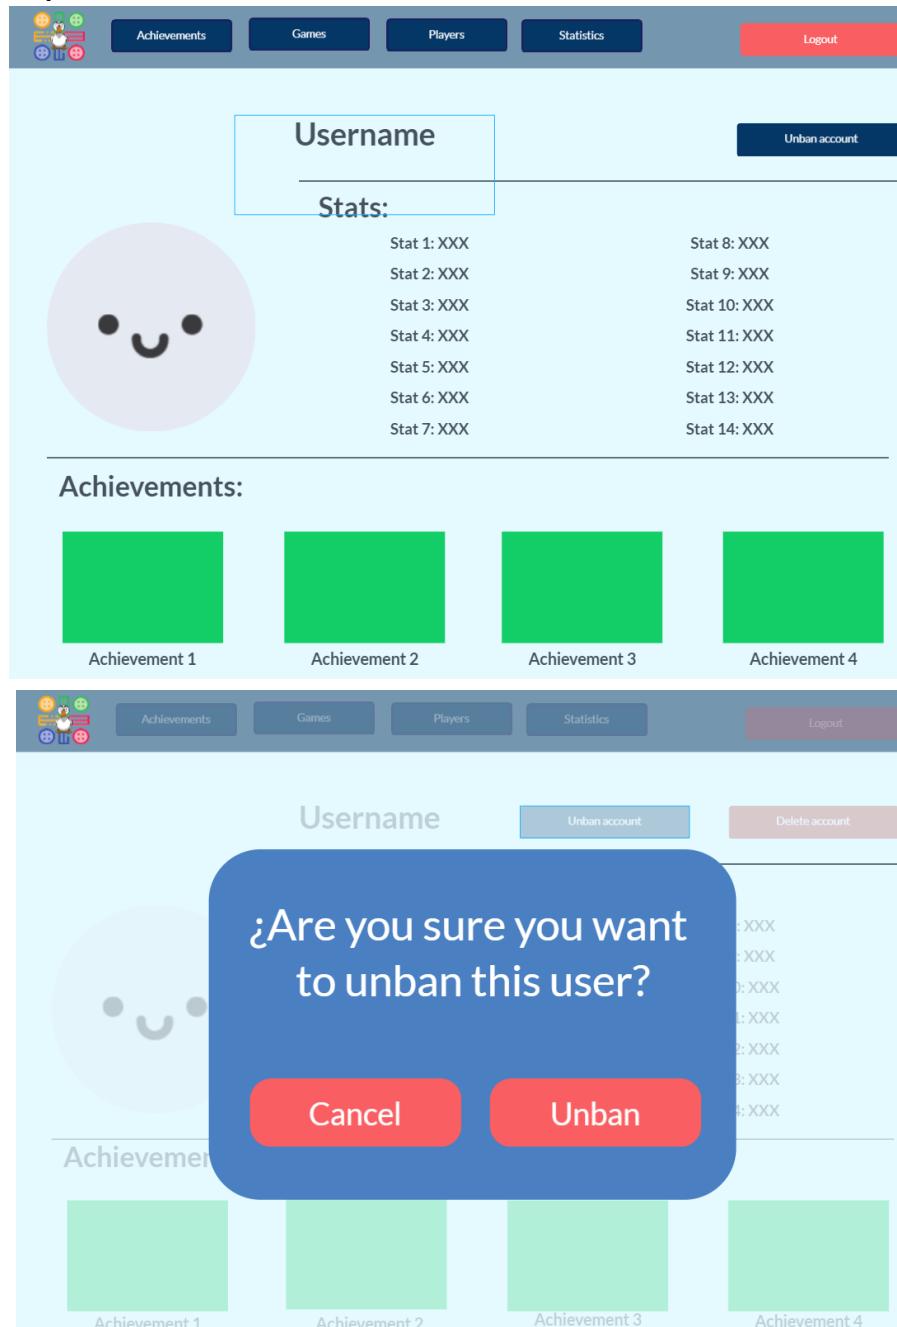 Achievements Games Players Statistics Logout
Username Unban account
Stats:
Stat 1: XXX Stat 8: XXX
Stat 2: XXX Stat 9: XXX
Stat 3: XXX Stat 10: XXX
Stat 4: XXX Stat 11: XXX
Stat 5: XXX Stat 12: XXX
Stat 6: XXX Stat 13: XXX
Stat 7: XXX Stat 14: XXX
Achievements:
Achievement 1 Achievement 2 Achievement 3 Achievement 4
Achievements Games Players Statistics Logout
Username Unban account Delete account
¿Are you sure you want
to unban this user?
: XXX
: XXX
: XXX
: XXX
2: XXX
3: XXX
4: XXX
Cancel Unban
Achievemen
Achievement 1 Achievement 2 Achievement 3 Achievement 4